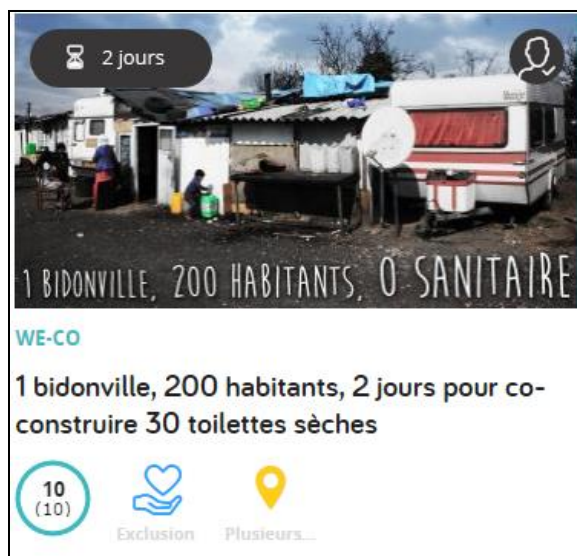 2 jours
1 BIDONVILLE, 200 HABITANTS, 0 SANITAIRE
WE-CO
1 bidonville, 200 habitants, 2 jours pour co-
construire 30 toilettes sèches
10
(10)
Exclusion
Plusieurs...